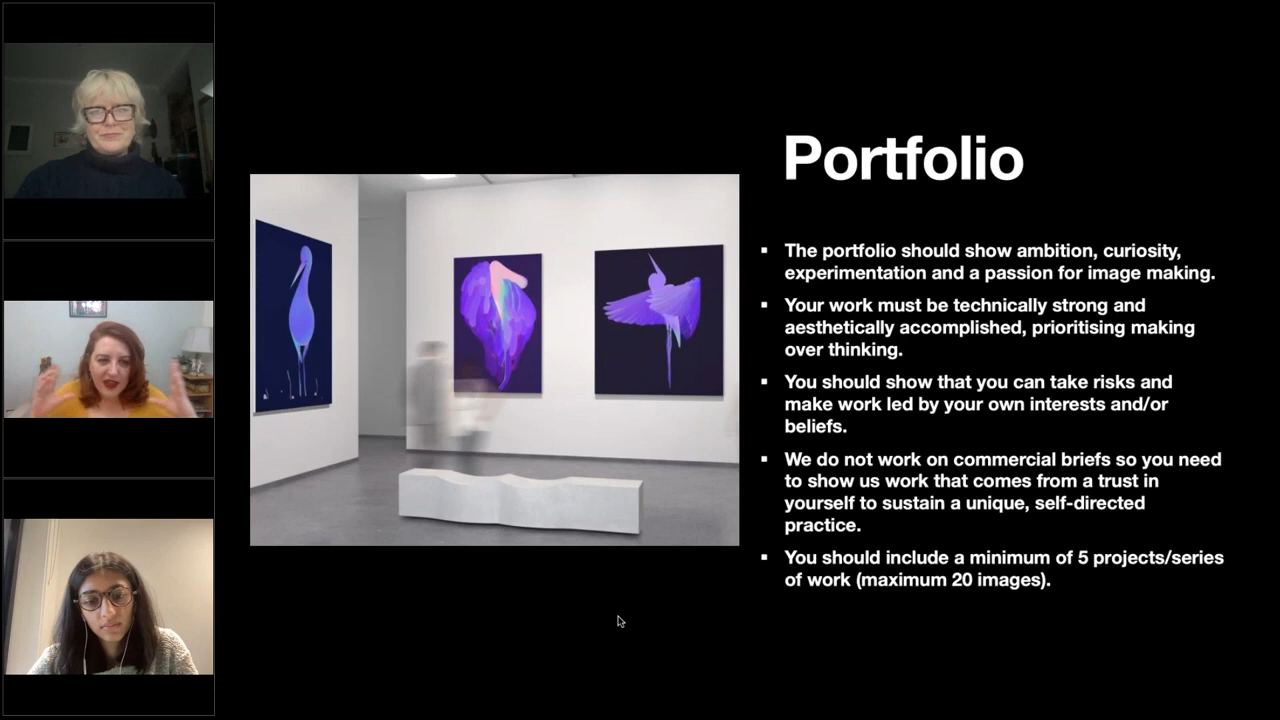 Portfolio
▪ The portfolio should show ambition, curiosity,
experimentation and a passion for image making.
▪ Your work must be technically strong and
aesthetically accomplished, prioritising making
over thinking.
▪ You should show that you can take risks and
make work led by your own interests and/or
beliefs.
▪ We do not work on commercial briefs so you need
to show us work that comes from a trust in
yourself to sustain a unique, self-directed
practice.
▪ You should include a minimum of 5 projects/series
of work (maximum 20 images).